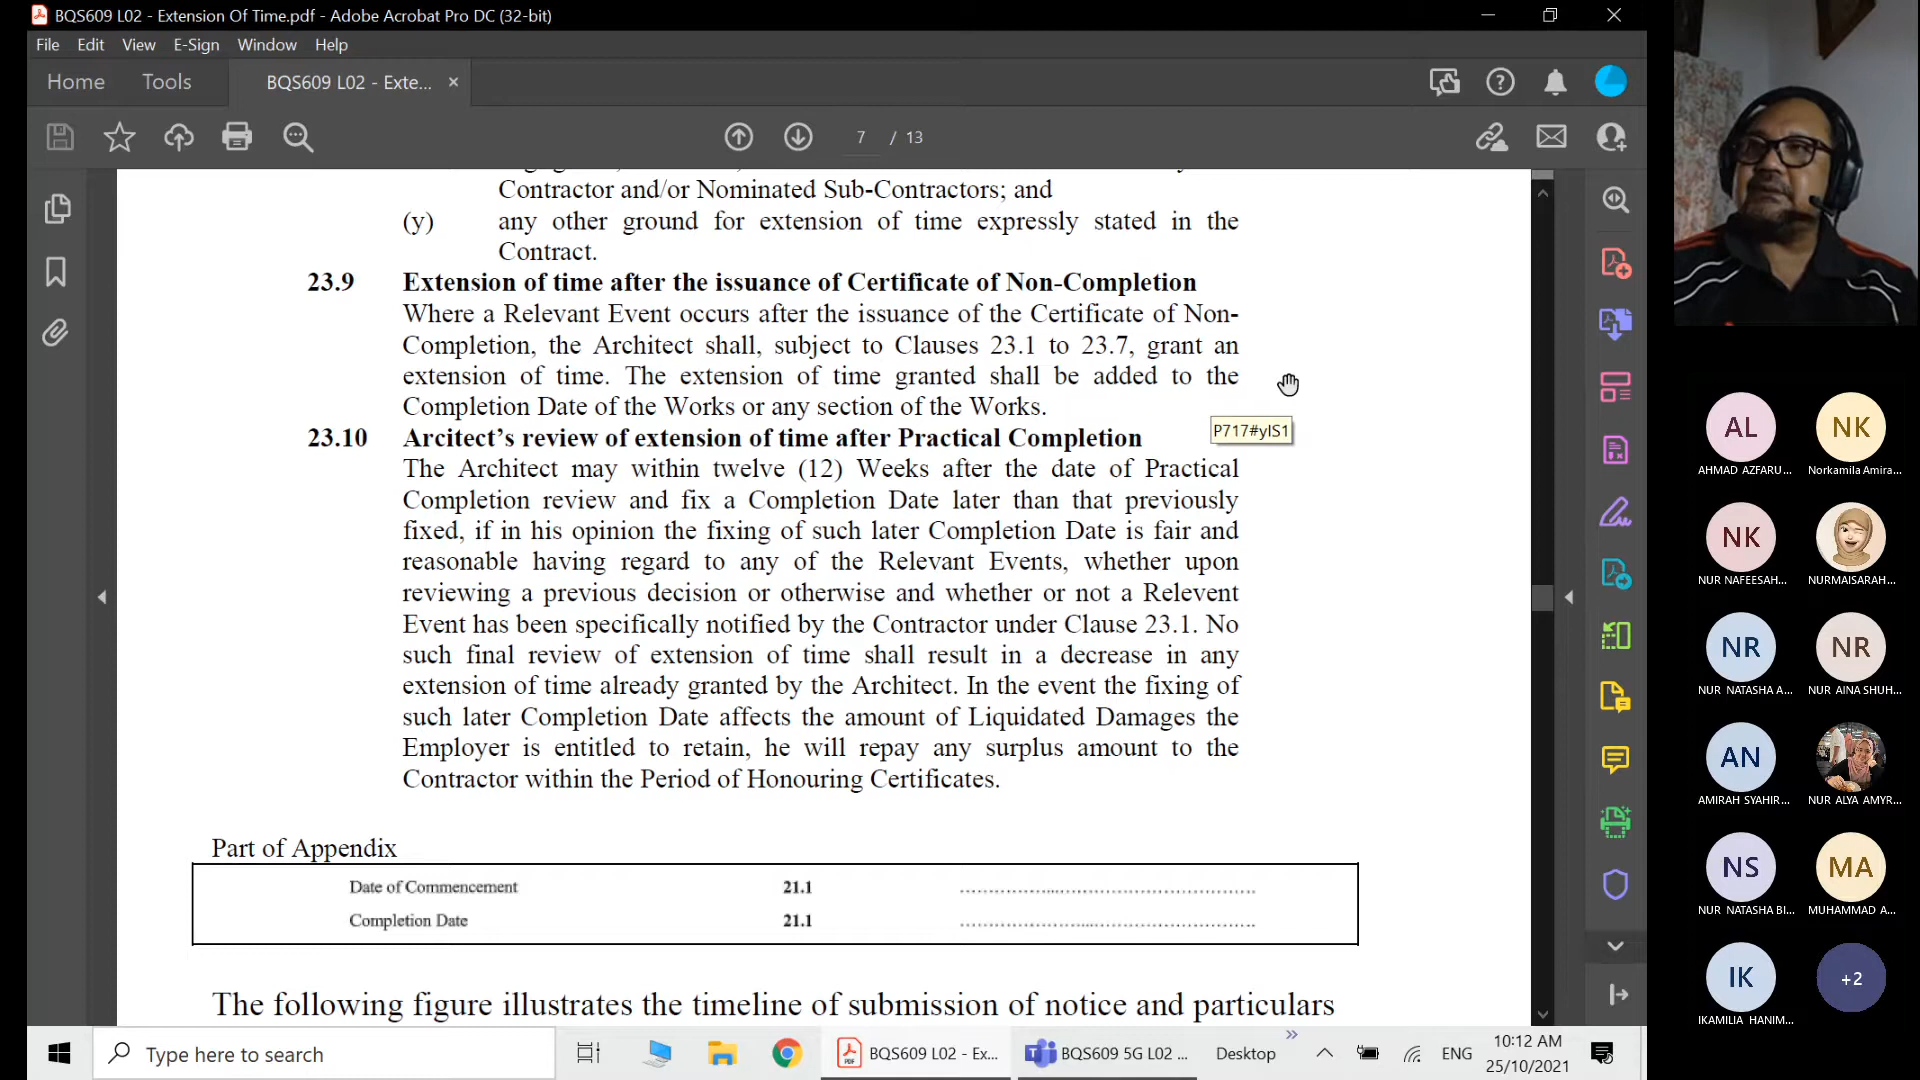 BQS609 L02 - Extension Of Time.pdf - Adobe Acrobat Pro DC (32-bit)
File Edit View E-Sign Window Help
Home Tools BQS609 L02 - Exte... ×
7 / 13
Contractor and/or Nominated Sub-Contractors; and
(y) any other ground for extension of time expressly stated in the
Contract.
23.9 Extension of time after the issuance of Certificate of Non-Completion
Where a Relevant Event occurs after the issuance of the Certificate of Non-
Completion, the Architect shall, subject to Clauses 23.1 to 23.7, grant an
extension of time. The extension of time granted shall be added to the
Completion Date of the Works or any section of the Works.
23.10 Arcitect's review of extension of time after Practical Completion
P717#yIS1
The Architect may within twelve (12) Weeks after the date of Practical
Completion review and fix a Completion Date later than that previously
fixed, if in his opinion the fixing of such later Completion Date is fair and
reasonable having regard to any of the Relevant Events, whether upon
reviewing a previous decision or otherwise and whether or not a Relevent
Event has been specifically notified by the Contractor under Clause 23.1. No
such final review of extension of time shall result in a decrease in any
extension of time already granted by the Architect. In the event the fixing of
such later Completion Date affects the amount of Liquidated Damages the
Employer is entitled to retain, he will repay any surplus amount to the
Contractor within the Period of Honouring Certificates.
Part of Appendix
Date of Commencement 21.1 ........................................................
Completion Date 21.1 ........................................................
The following figure illustrates the timeline of submission of notice and particulars
AL NK
AHMAD AZFARU... Norkamila Amira...
NK
NUR NAFEESAH... NURMAISARAH...
NR NR
NUR NATASHA A... NUR AINA SHUH...
AN
AMIRAH SYAHIR... NUR ALYA AMYR...
NS MA
NUR NATASHA BI... MUHAMMAD A...
IK +2
IKAMILIA HANIM...
Type here to search
BQS609 L02 - Ex...
BQS609 5G L02 ...
Desktop »
ENG
10:12 AM
25/10/2021